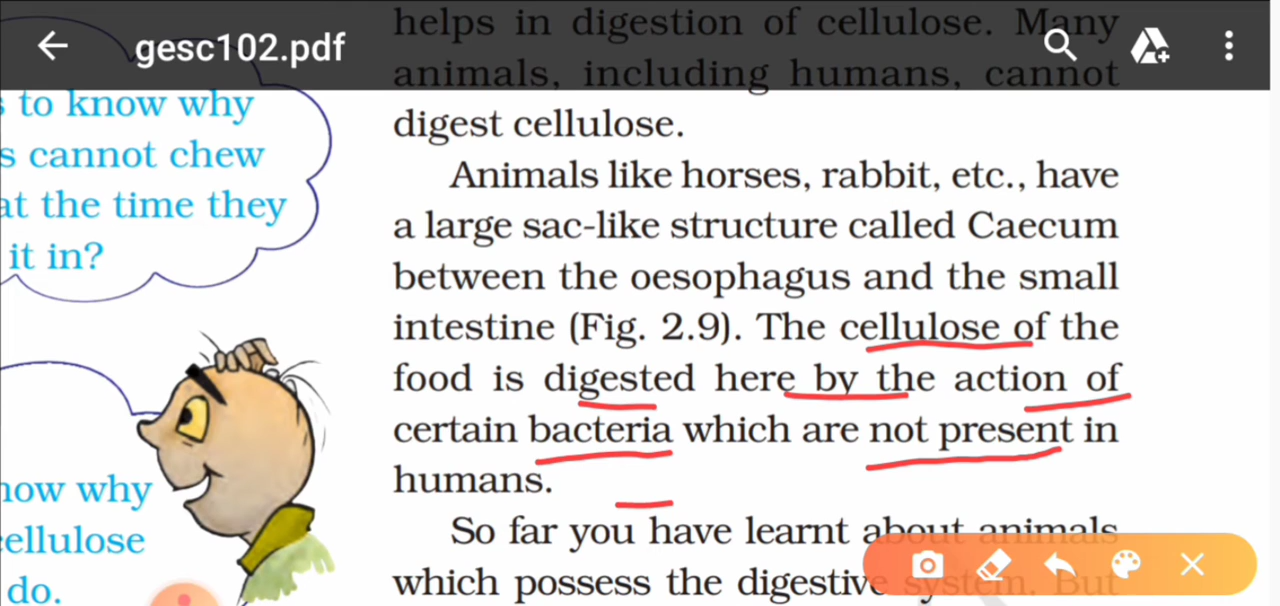 gesc102.pdf
to know why
s cannot chew
at the time they
it in?
now why
cellulose
do.
helps in digestion of cellulose. Many
animals, including humans, cannot
digest cellulose.
Animals like horses, rabbit, etc., have
a large sac-like structure called Caecum
between the oesophagus and the small
intestine (Fig. 2.9). The cellulose of the
food is digested here by the action of
certain bacteria which are not present in
humans.
So far you have learnt about animals
which possess the digestive system. But